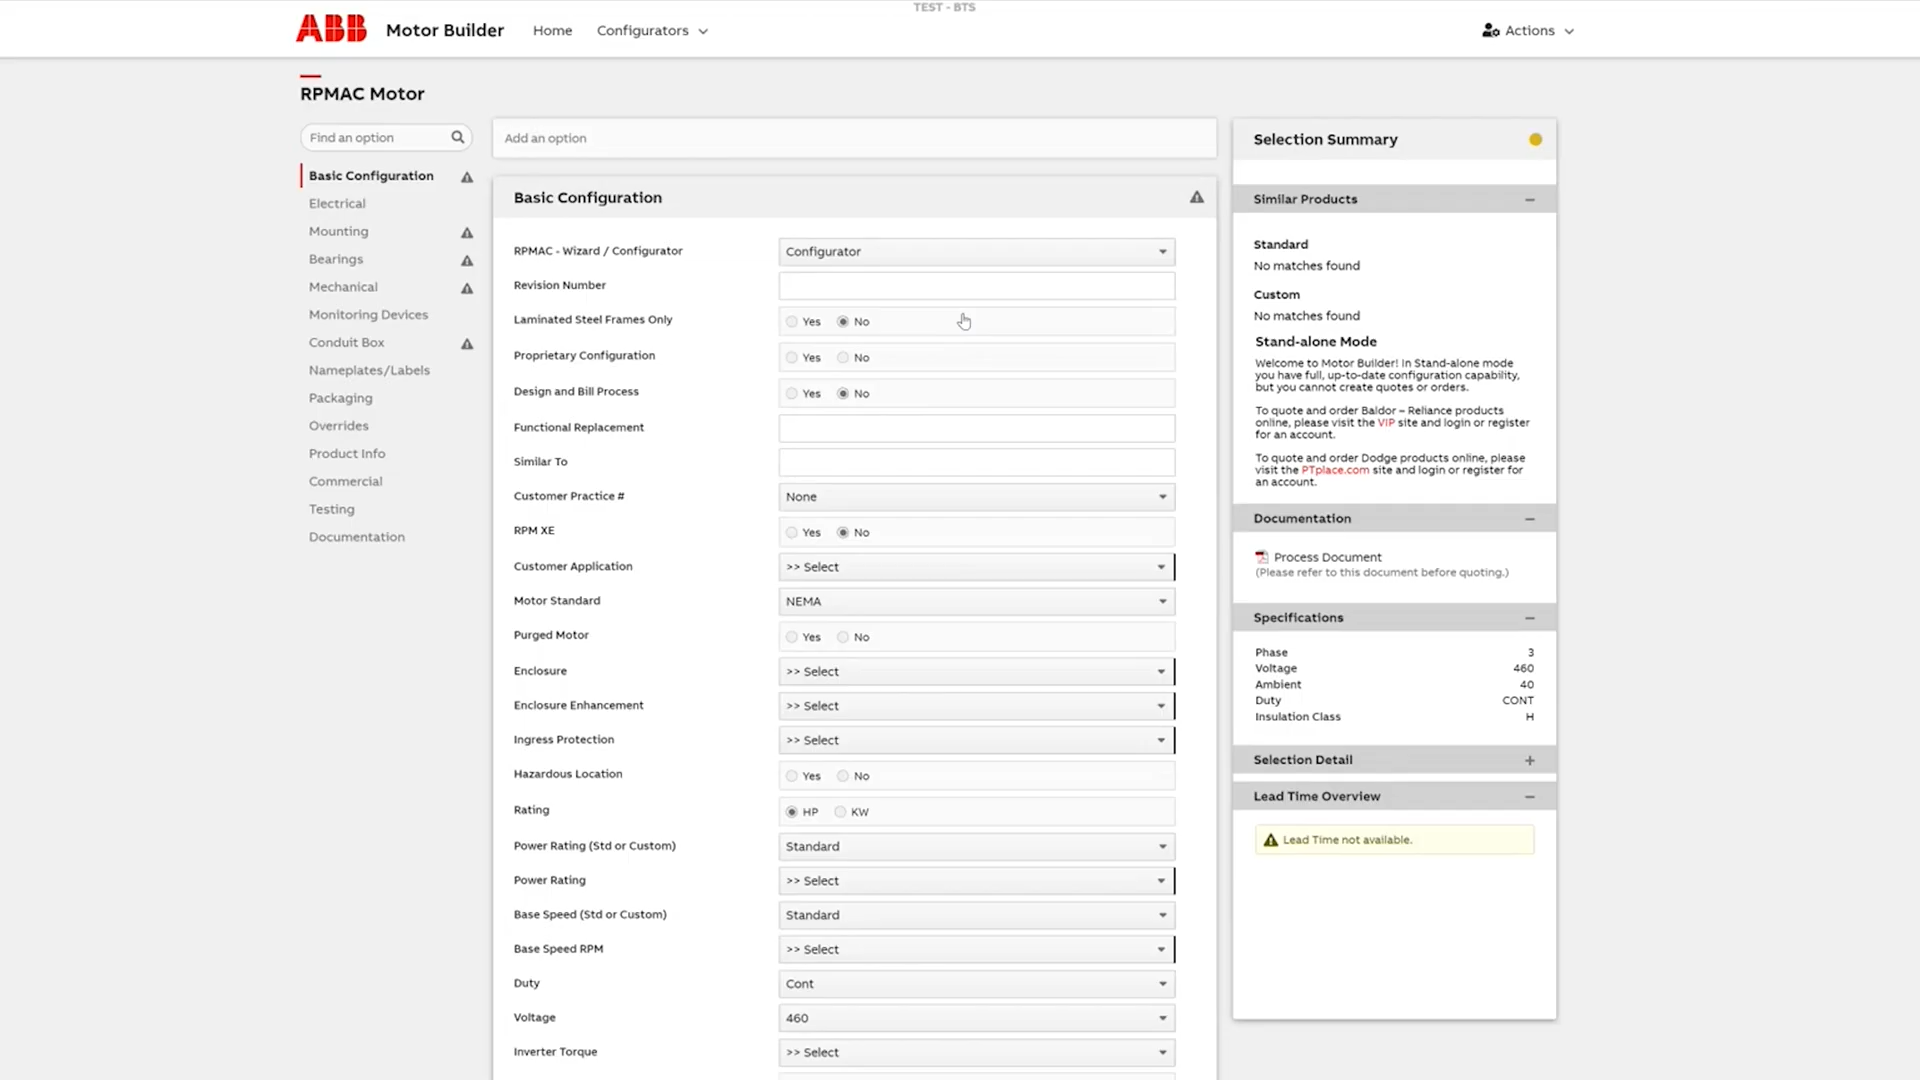 TEST - BTS
ABB Motor Builder Home Configurators Actions
RPMAC Motor
Find an option
Basic Configuration
Electrical
Mounting
Bearings
Mechanical
Monitoring Devices
Conduit Box
Nameplates/Labels
Packaging
Overrides
Product Info
Commercial
Testing
Documentation
Add an option
Basic Configuration
RPMAC - Wizard / Configurator Configurator
Revision Number
Laminated Steel Frames Only Yes No
Proprietary Configuration Yes No
Design and Bill Process Yes No
Functional Replacement
Similar To
Customer Practice # None
RPM XE Yes No
Customer Application >> Select
Motor Standard NEMA
Purged Motor Yes No
Enclosure >> Select
Enclosure Enhancement >> Select
Ingress Protection >> Select
Hazardous Location Yes No
Rating HP KW
Power Rating (Std or Custom) Standard
Power Rating >> Select
Base Speed (Std or Custom) Standard
Base Speed RPM >> Select
Duty Cont
Voltage 460
Inverter Torque >> Select
Selection Summary
Similar Products
Standard
No matches found
Custom
No matches found
Stand-alone Mode
Welcome to Motor Builder! In Stand-alone mode
you have full, up-to-date configuration capability,
but you cannot create quotes or orders.
To quote and order Baldor – Reliance products
online, please visit the VIP site and login or register
for an account.
To quote and order Dodge products online, please
visit the PTplace.com site and login or register for
an account.
Documentation
Process Document
(Please refer to this document before quoting.)
Specifications
Phase 3
Voltage 460
Ambient 40
Duty CONT
Insulation Class H
Selection Detail
Lead Time Overview
Lead Time not available.